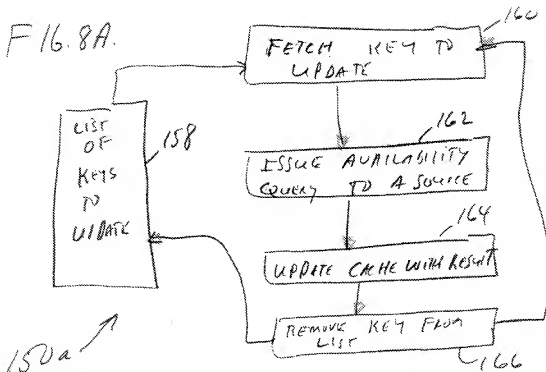 FIG. 8A.
160
FETCH KEY TO
UPDATE
LIST
OF
KEYS
TO
UPDATE
158
162
ISSUE AVAILABILITY
QUERY TO A SOURCE
164
UPDATE CACHE WITH RESULT
REMOVE KEY FROM
LIST
166
150a